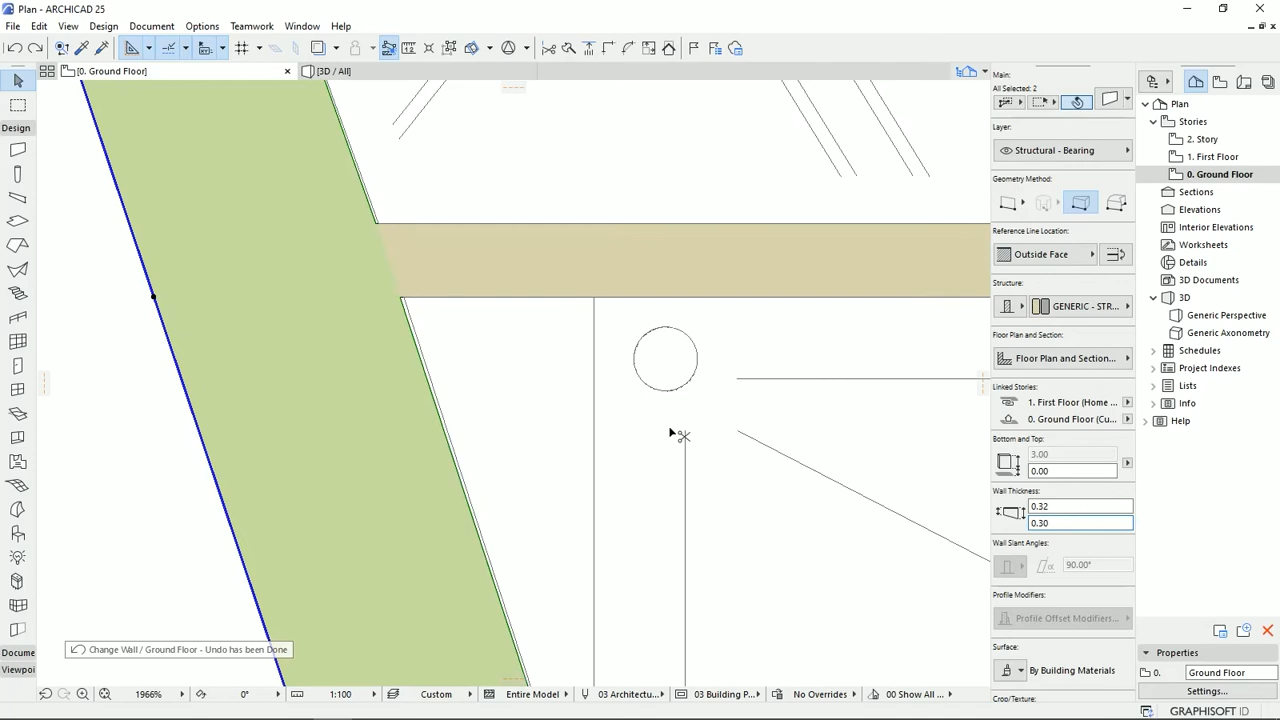 Plan - ARCHICAD 25
File Edit View Design Document Options Teamwork Window Help
[0. Ground Floor]
[3D / All]
Design
Docume
Viewpoi
Change Wall / Ground Floor - Undo has been Done
1966%
0°
1:100
Custom
Entire Model
03 Architectu...
03 Building P...
No Overrides
00 Show All ...
Main:
All Selected: 2
Layer:
Structural - Bearing
Geometry Method:
Reference Line Location:
Outside Face
Structure:
GENERIC - STR...
Floor Plan and Section:
Floor Plan and Section...
Linked Stories:
1. First Floor (Home ...
0. Ground Floor (Cu...
Bottom and Top:
3.00
0.00
Wall Thickness:
0.32
0.30
Wall Slant Angles:
α 90.00°
Profile Modifiers:
Profile Offset Modifiers...
Surface:
By Building Materials
Crop/Texture:
Plan
Stories
2. Story
1. First Floor
0. Ground Floor
Sections
Elevations
Interior Elevations
Worksheets
Details
3D Documents
3D
Generic Perspective
Generic Axonometry
Schedules
Project Indexes
Lists
Info
Help
Properties
0. Ground Floor
Settings...
GRAPHISOFT ID